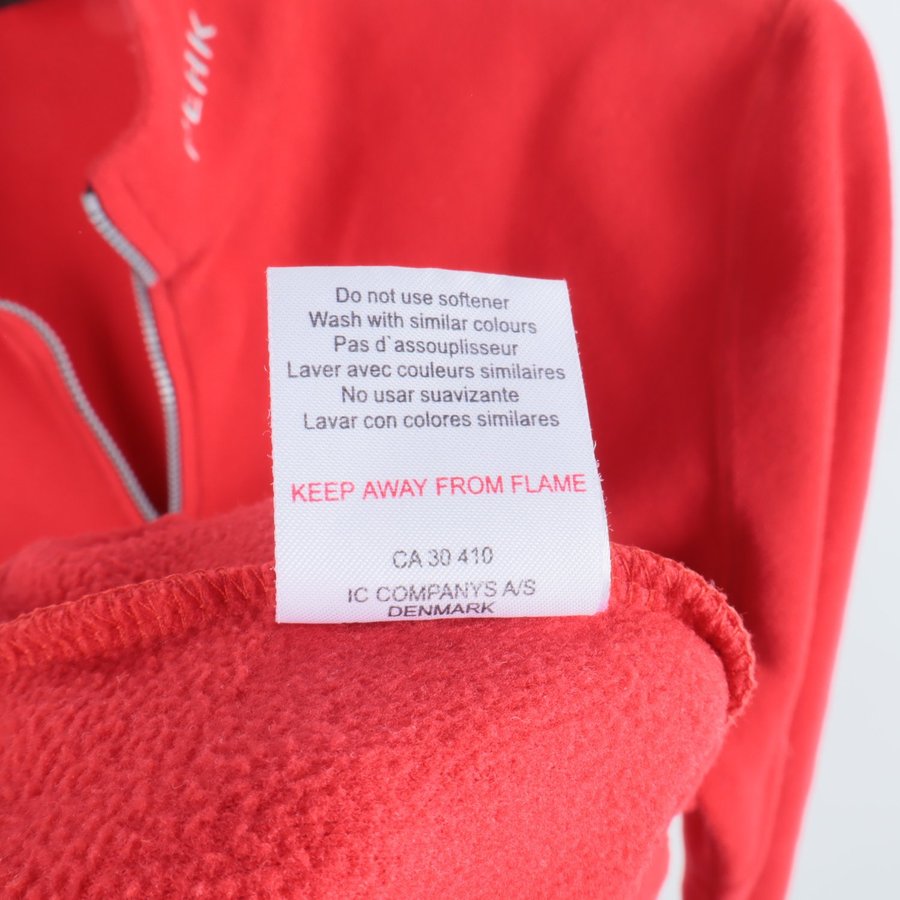 Do not use softener
Wash with similar colours
Pas d`assouplisseur
Laver avec couleurs similaires
No usar suavizante
Lavar con colores similares
KEEP AWAY FROM FLAME
CA 30 410
IC COMPANYS A/S
DENMARK